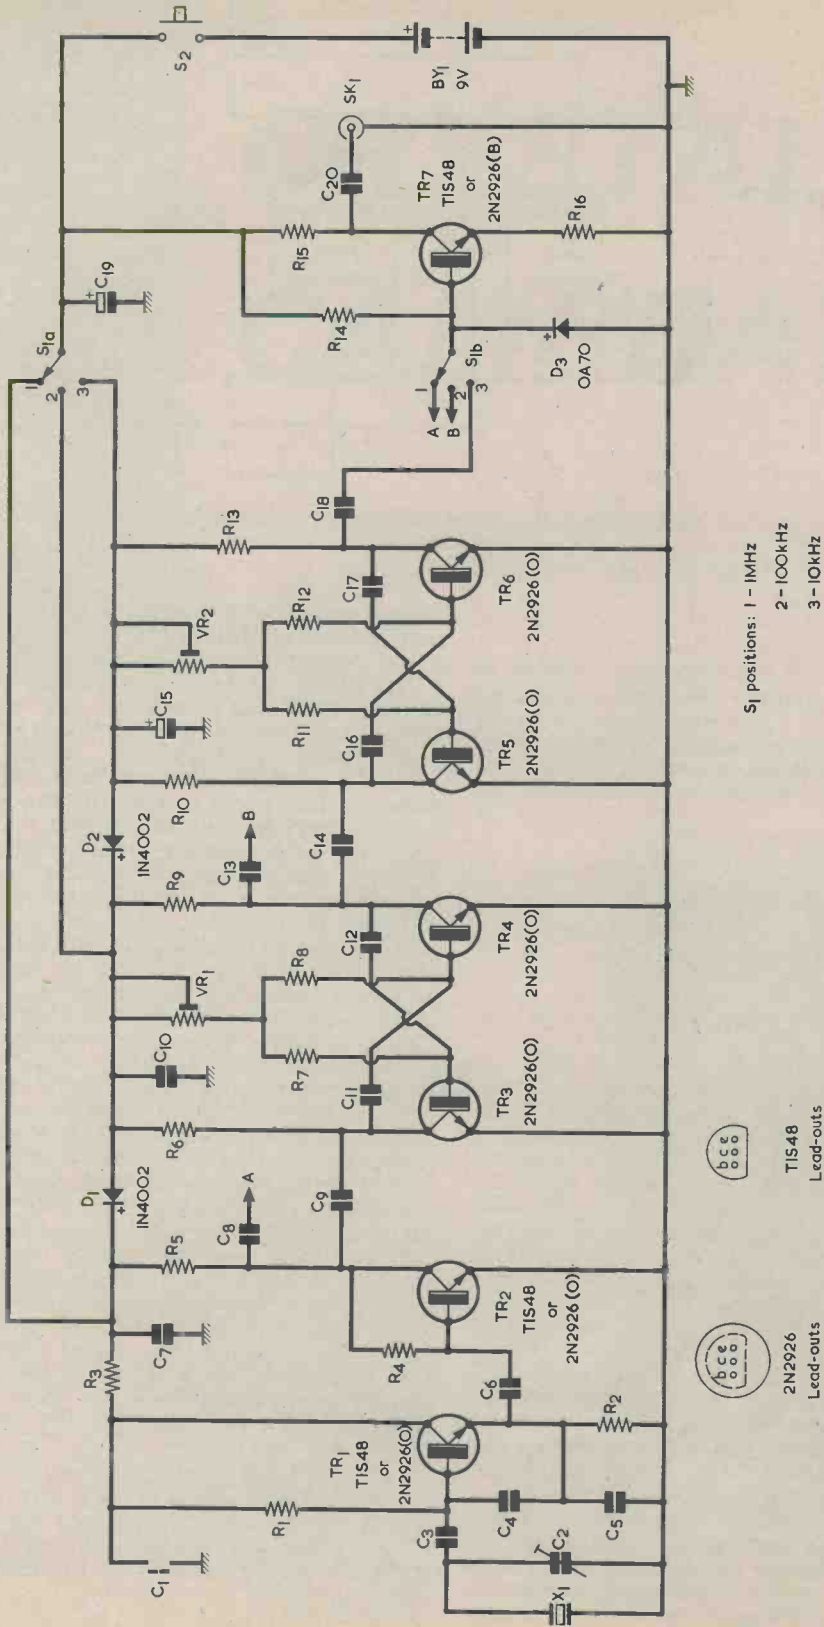 C1
R1
R3
C7
X1
C2
C3
C4
C5
R2
TR1
TIS48
or
2N2926(O)
C6
R4
TR2
TIS48
or
2N2926(O)
R5
C8
A
C9
D1
+
1N4002
R6
C10
VR1
R7
R8
C11
C12
TR3
2N2926(O)
TR4
2N2926(O)
R9
C13
B
C14
D2
+
1N4002
R10
C15
+
VR2
R11
R12
C16
C17
TR5
2N2926(O)
TR6
2N2926(O)
R13
C18
S1a
1
2
3
C19
+
A
B
1
2
3
S1b
R14
R15
D3
+
OA70
C20
SK1
TR7
TIS48
or
2N2926(B)
R16
S2
+
BY1
9V
2N2926
Lead-outs
b c e
TIS48
Lead-outs
b c e
S1 positions: 1 - 1MHz
2 - 100kHz
3 - 10kHz